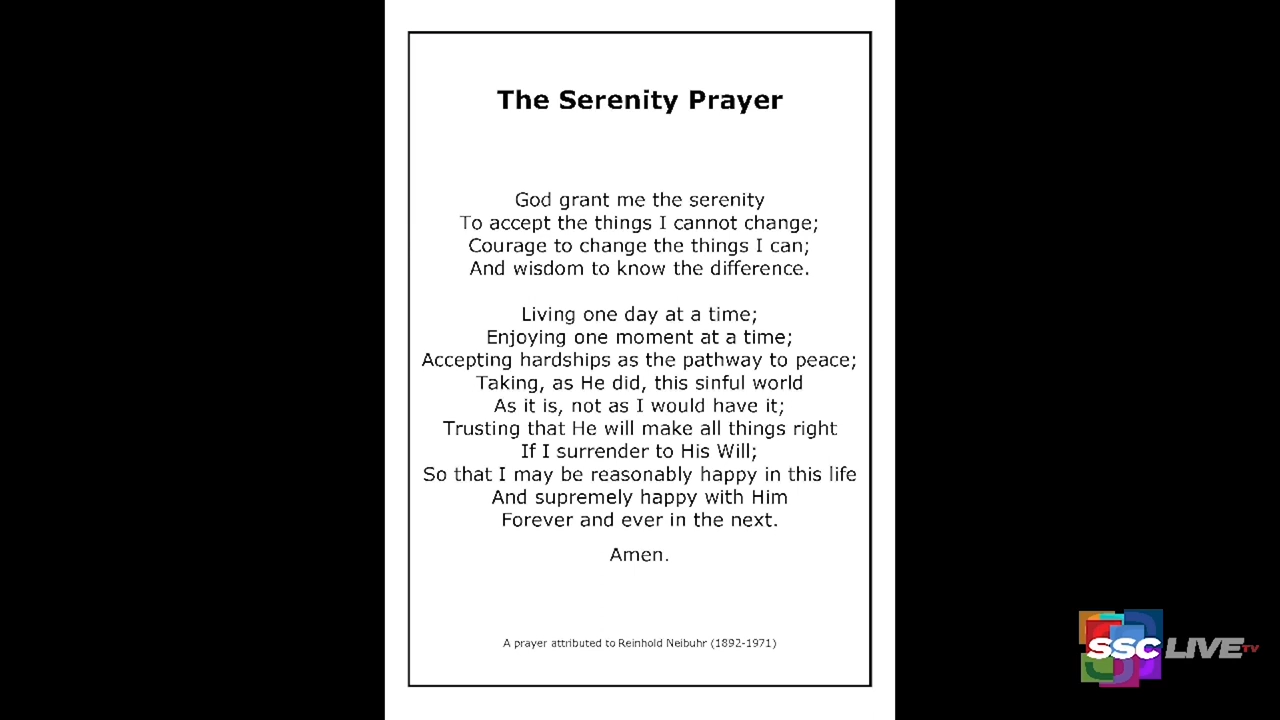 The Serenity Prayer
God grant me the serenity
To accept the things I cannot change;
Courage to change the things I can;
And wisdom to know the difference.
Living one day at a time;
Enjoying one moment at a time;
Accepting hardships as the pathway to peace;
Taking, as He did, this sinful world
As it is, not as I would have it;
Trusting that He will make all things right
If I surrender to His Will;
So that I may be reasonably happy in this life
And supremely happy with Him
Forever and ever in the next.
Amen.
A prayer attributed to Reinhold Neibuhr (1892-1971)
SSC LIVE TV